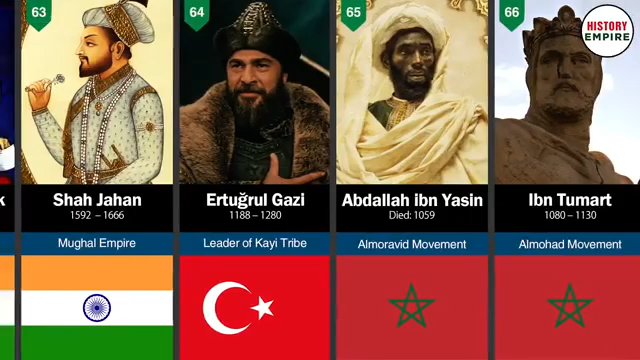 63
64
65
66
HISTORY
EMPIRE
k
Shah Jahan
1592 – 1666
Mughal Empire
Ertuğrul Gazi
1188 – 1280
Leader of Kayi Tribe
Abdallah ibn Yasin
Died: 1059
Almoravid Movement
Ibn Tumart
1080 – 1130
Almohad Movement